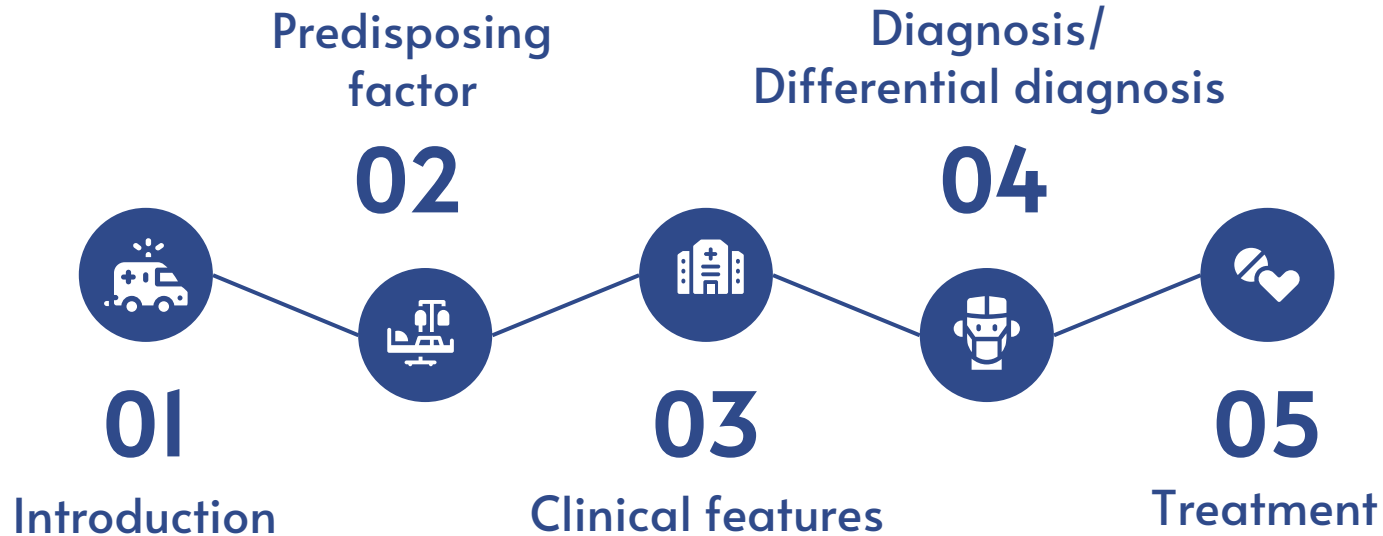 01
Introduction
Predisposing
factor
02
03
Clinical features
Diagnosis/
Differential diagnosis
04
05
Treatment